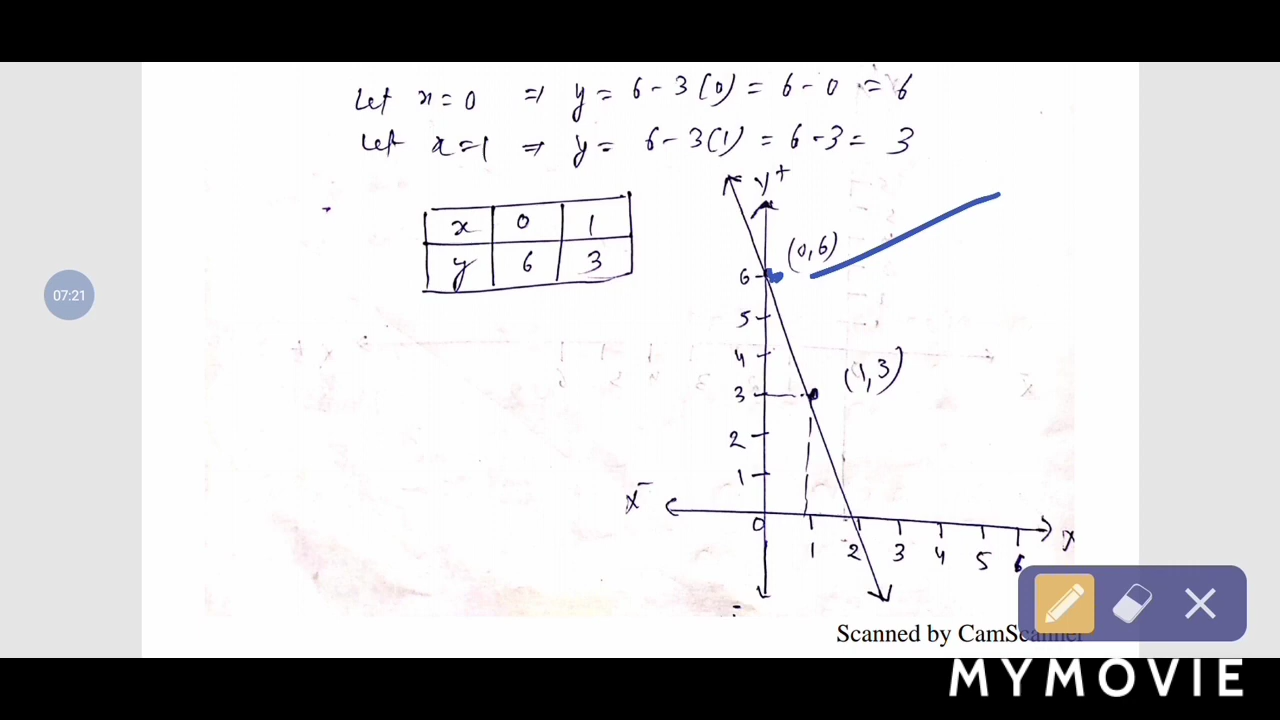 Let x = 0 ⇒ y = 6 - 3(0) = 6 - 0 = 6
Let x = 1 ⇒ y = 6 - 3(1) = 6 - 3 = 3
x 0 1
y 6 3
y+
(0,6)
6
5
4
(1,3)
3
2
1
x-
0
1 2 3 4 5 6
x
07:21
Scanned by CamScanner
MYMOVIE